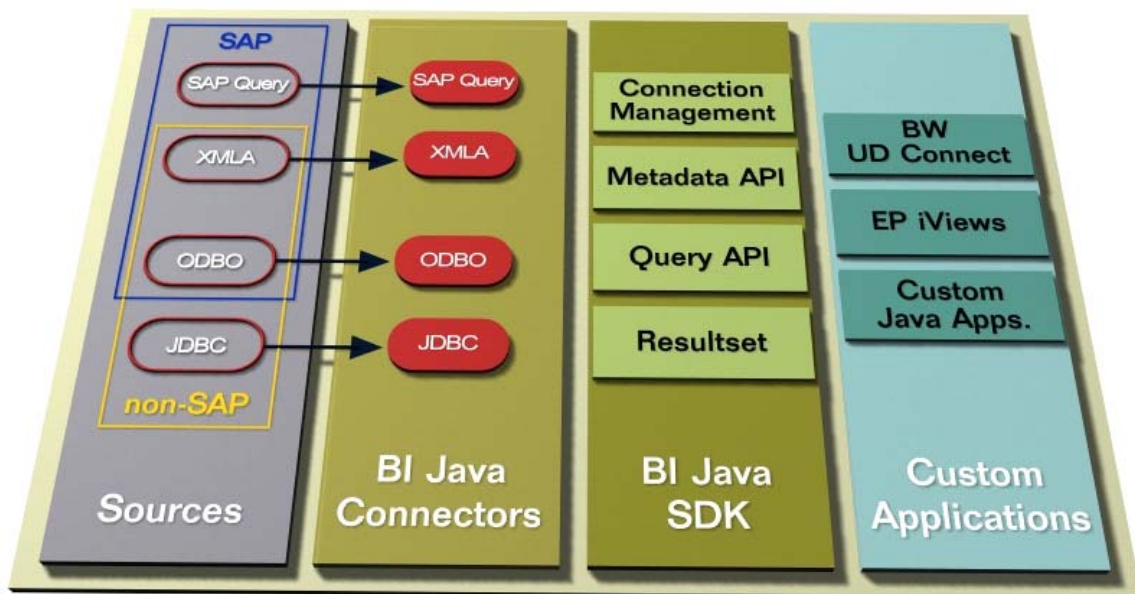 SAP
SAP Query
XMLA
ODBO
JDBC
non-SAP
Sources
SAP Query
XMLA
ODBO
JDBC
BI Java
Connectors
Connection
Management
Metadata API
Query API
Resultset
BI Java
SDK
BW
UD Connect
EP iViews
Custom
Java Apps.
Custom
Applications